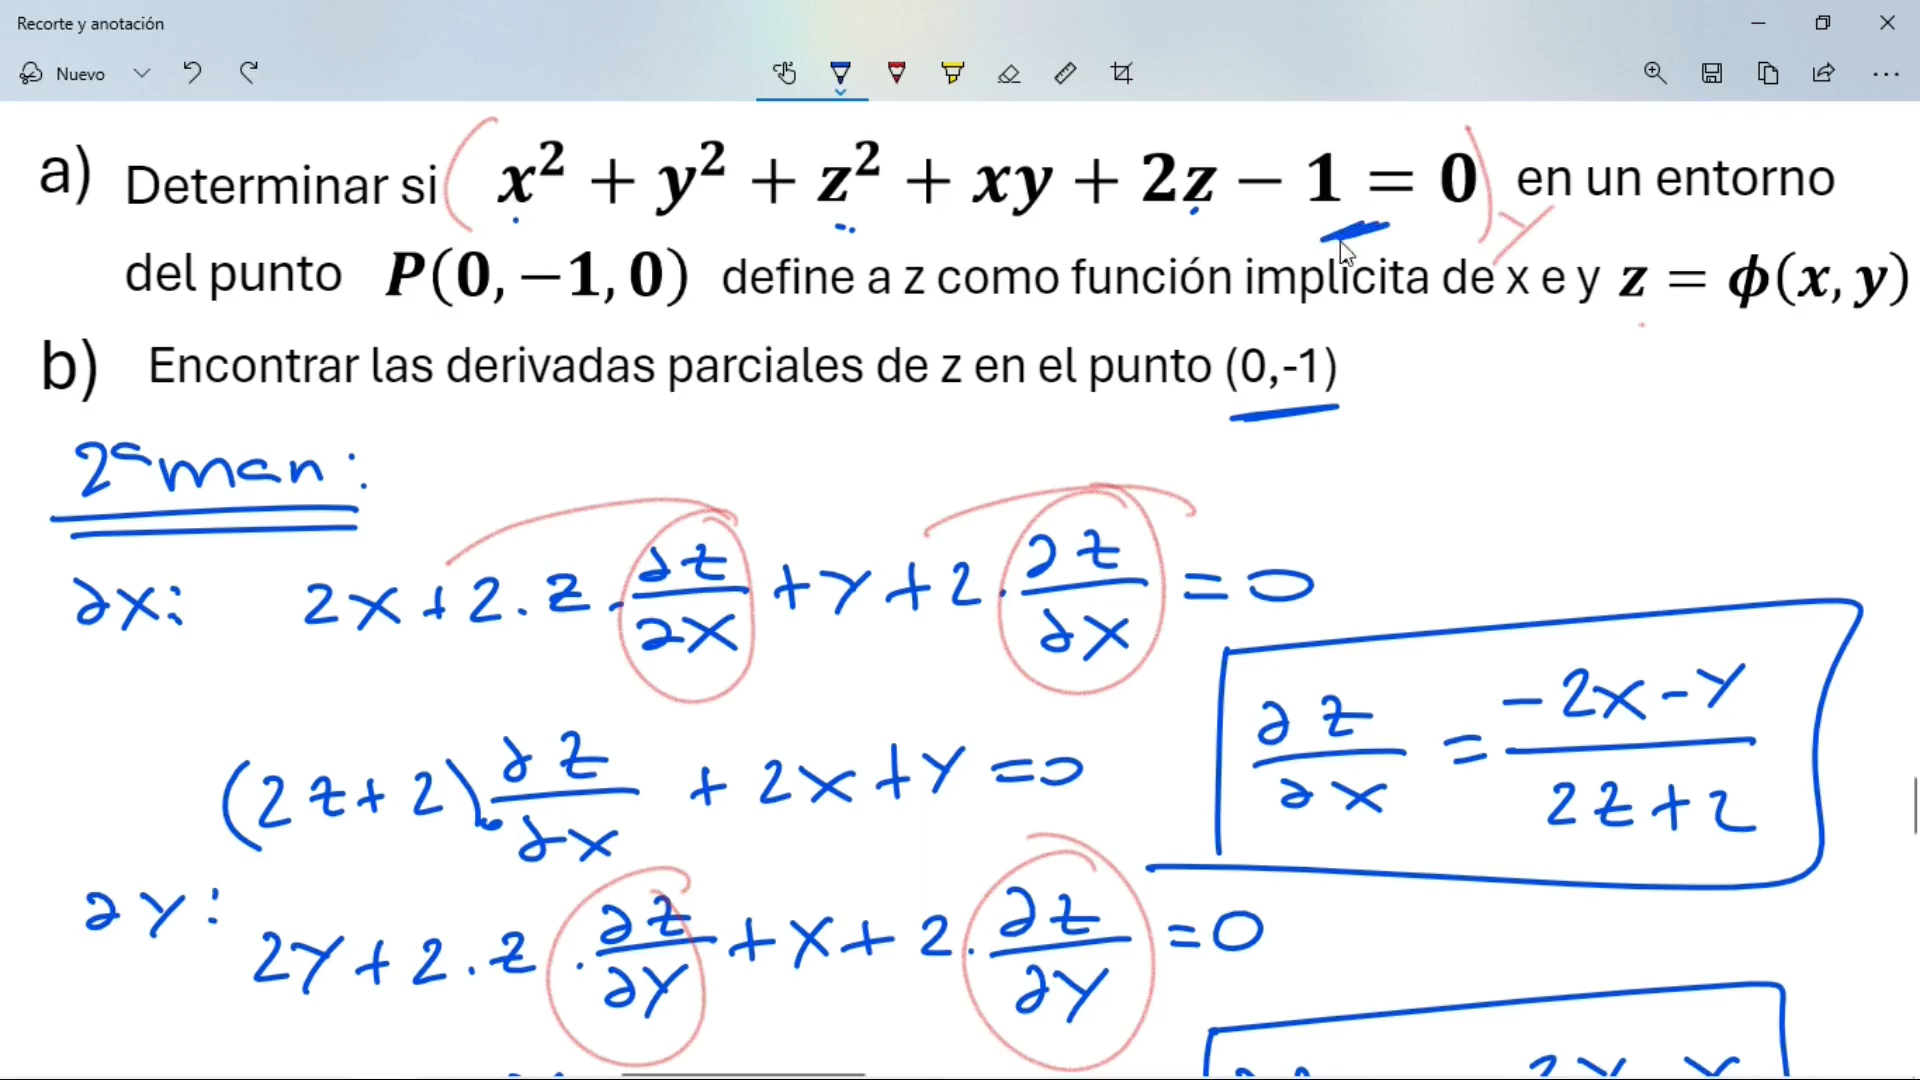 Recorte y anotación
Nuevo
a) Determinar si x² + y² + z² + xy + 2z − 1 = 0 en un entorno
del punto P(0, −1, 0) define a z como función implícita de x e y z = ϕ(x, y)
b) Encontrar las derivadas parciales de z en el punto (0,-1)
2ª man:
∂x: 2x + 2 . z . ∂z/∂x + y + 2 . ∂z/∂x = 0
(2z + 2) . ∂z/∂x + 2x + y = 0
∂z/∂x = −2x − y / 2z + 2
∂y: 2y + 2 . z . ∂z/∂y + x + 2 . ∂z/∂y = 0